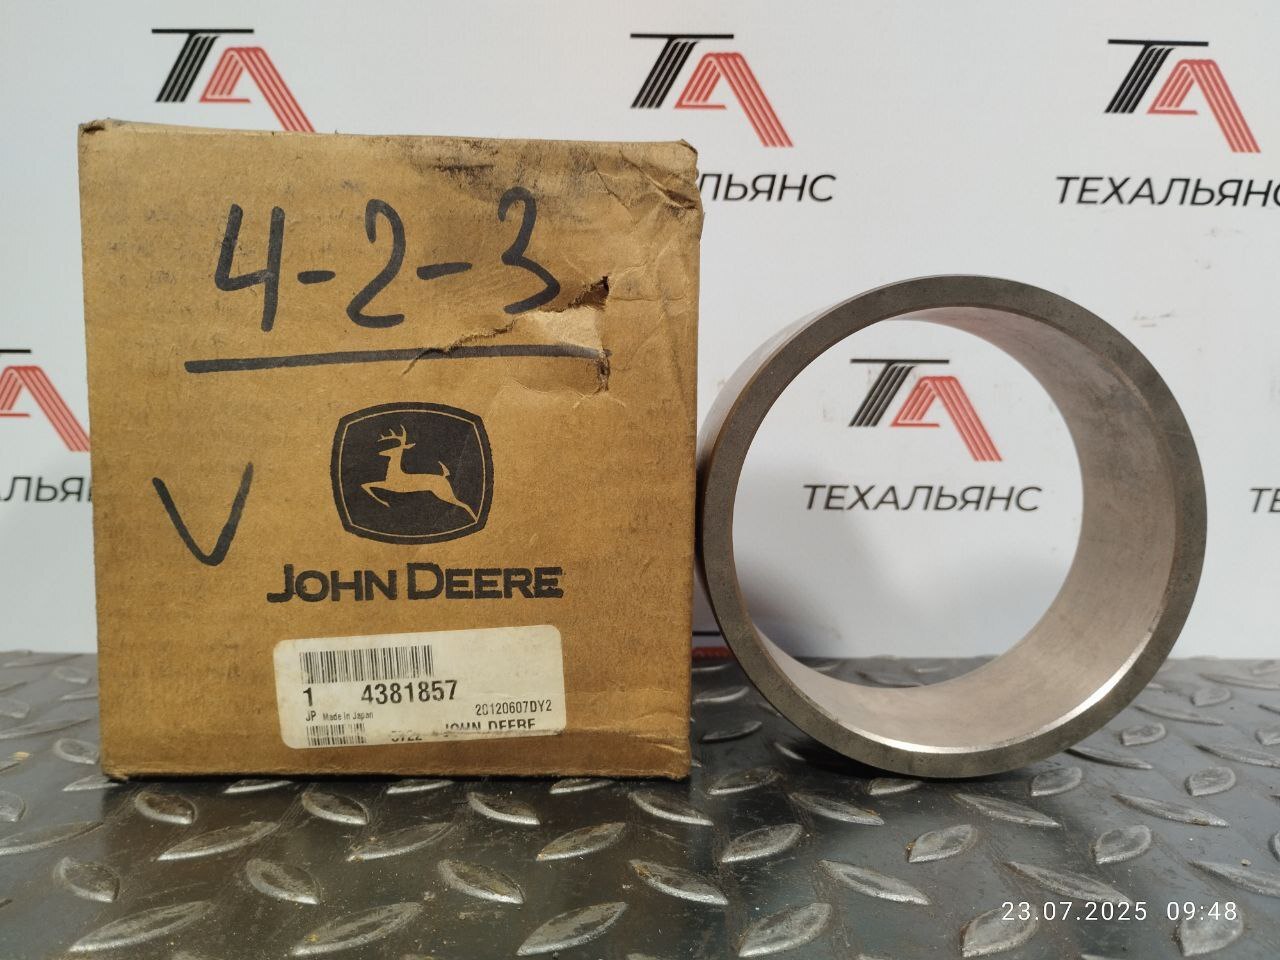 ТЕХАЛЬЯНС
ТЕХАЛЬЯНС
4-2-3
V
JOHN DEERE
1 4381857
20120607DY2
JP Made in Japan
JOHN DEERE
ТЕХАЛЬЯНС
23.07.2025 09:48